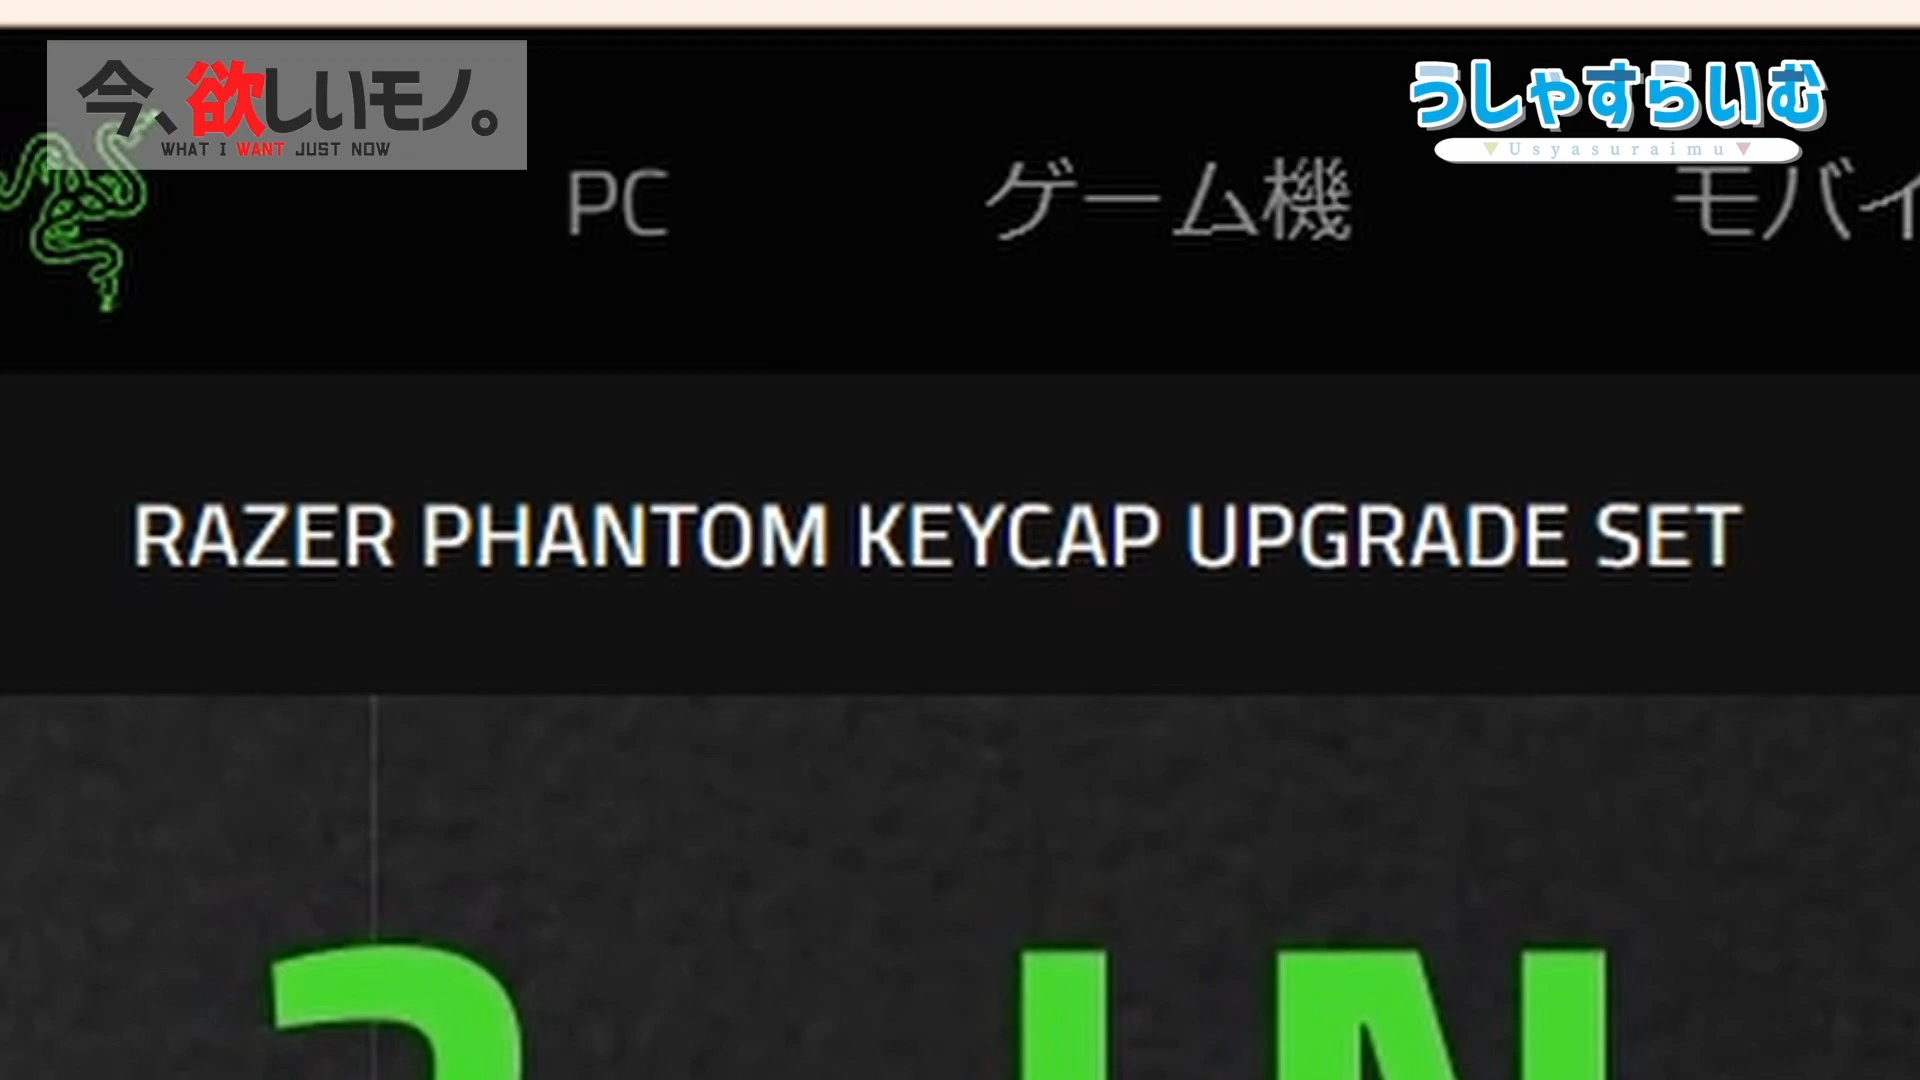 今、欲しいモノ。
WHAT I WANT JUST NOW
うしゃすらいむ
Usyasuraimu
PC
ゲーム機
モバイ
RAZER PHANTOM KEYCAP UPGRADE SET
IN